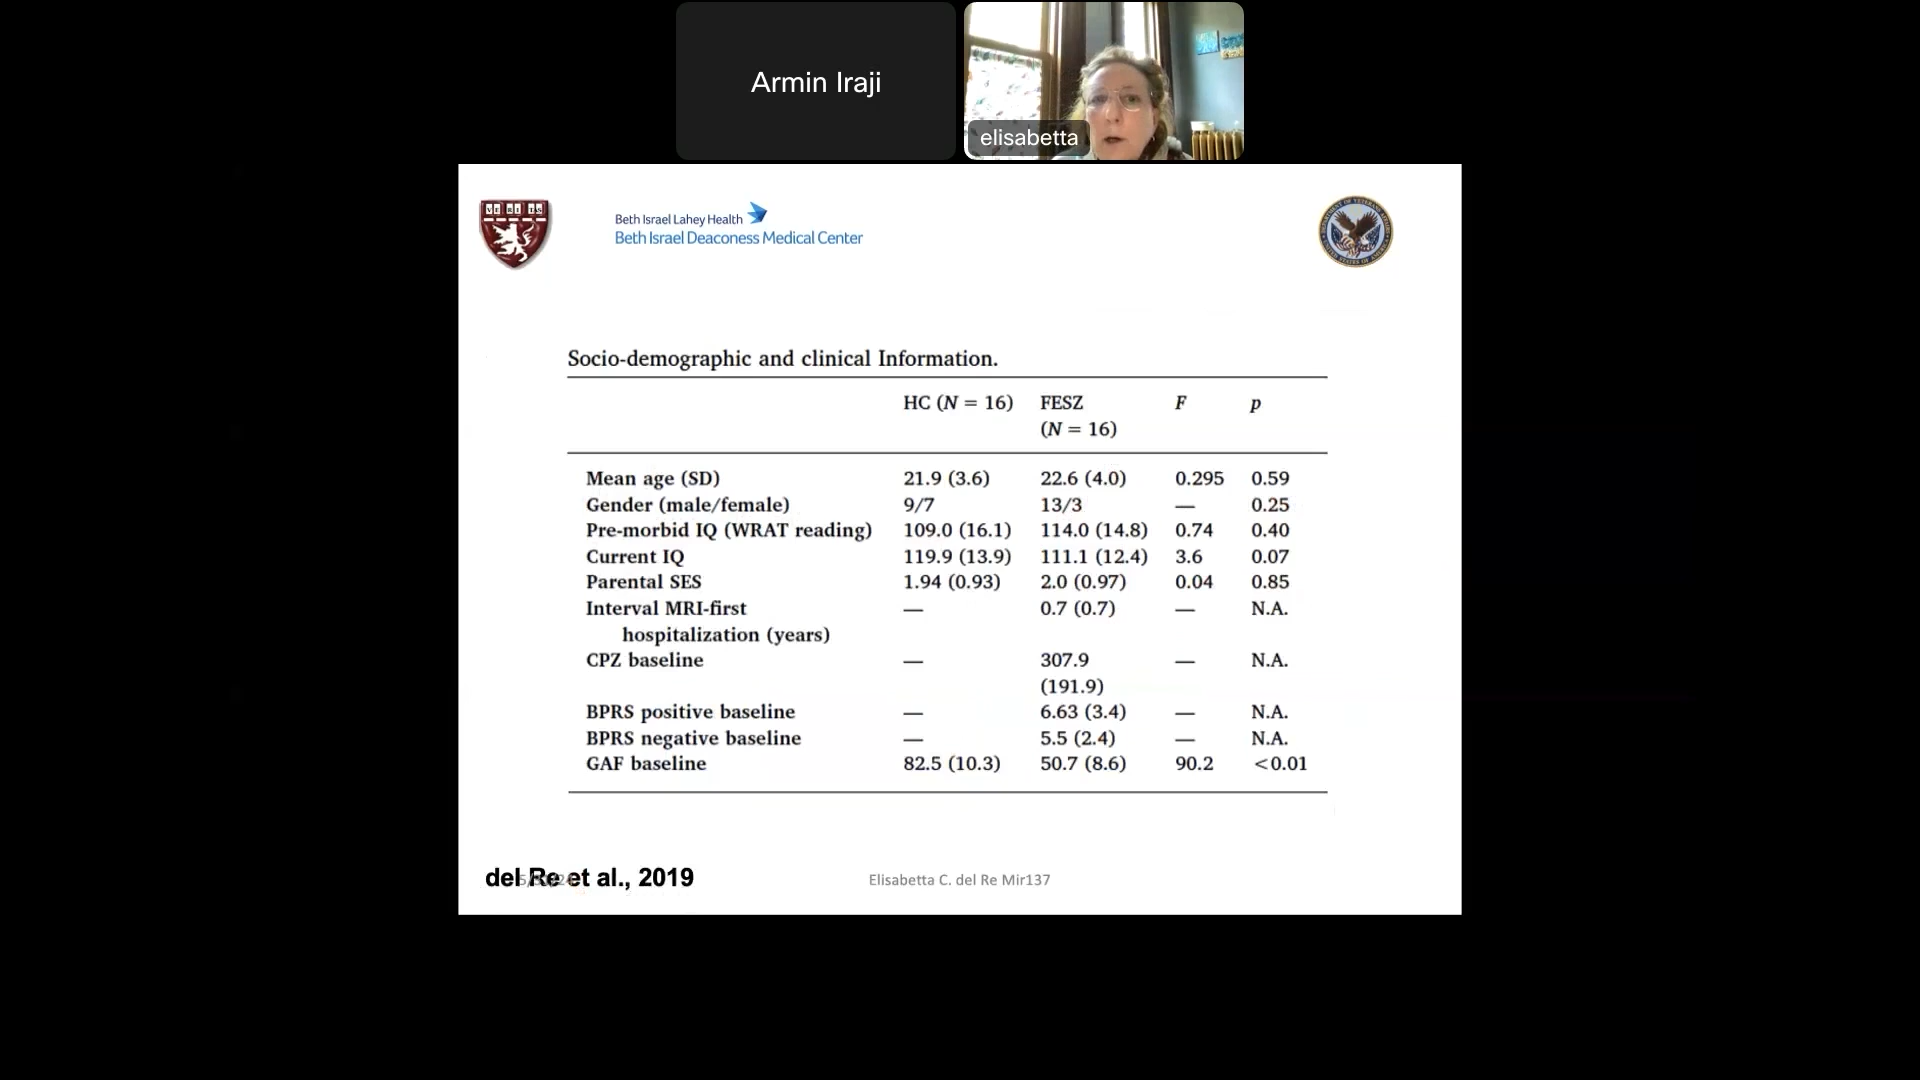 Armin Iraji
elisabetta
VE RI TAS
Beth Israel Lahey Health
Beth Israel Deaconess Medical Center
Socio-demographic and clinical Information.
HC (N = 16) FESZ F p
(N = 16)
Mean age (SD) 21.9 (3.6) 22.6 (4.0) 0.295 0.59
Gender (male/female) 9/7 13/3 — 0.25
Pre-morbid IQ (WRAT reading) 109.0 (16.1) 114.0 (14.8) 0.74 0.40
Current IQ 119.9 (13.9) 111.1 (12.4) 3.6 0.07
Parental SES 1.94 (0.93) 2.0 (0.97) 0.04 0.85
Interval MRI-first — 0.7 (0.7) — N.A.
hospitalization (years)
CPZ baseline — 307.9 — N.A.
(191.9)
BPRS positive baseline — 6.63 (3.4) — N.A.
BPRS negative baseline — 5.5 (2.4) — N.A.
GAF baseline 82.5 (10.3) 50.7 (8.6) 90.2 <0.01
del Re et al., 2019
Elisabetta C. del Re Mir137